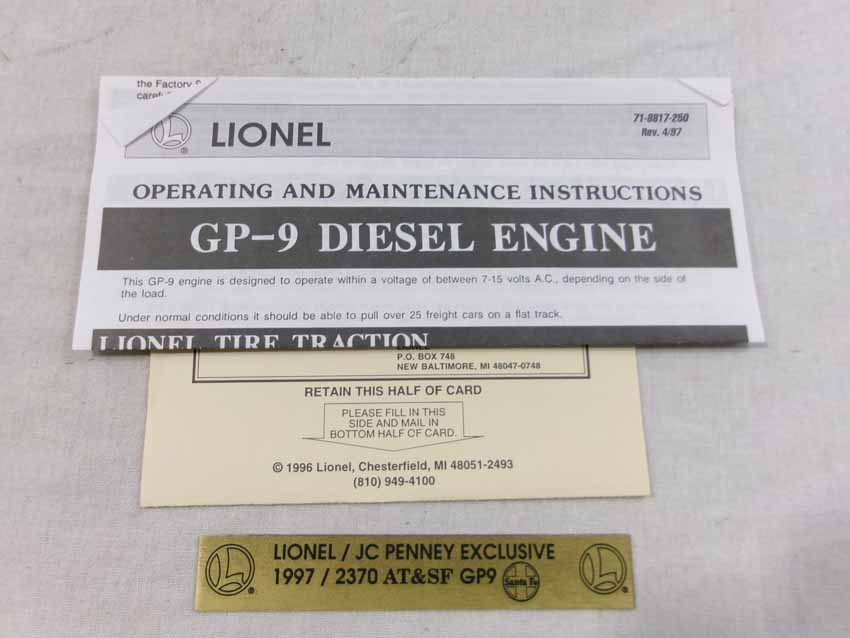 the Factory
LIONEL
71-8817-250
Rev. 4/97
OPERATING AND MAINTENANCE INSTRUCTIONS
GP-9 DIESEL ENGINE
This GP-9 engine is designed to operate within a voltage of between 7-15 volts A.C., depending on the side of
the load.
Under normal conditions it should be able to pull over 25 freight cars on a flat track.
LIONEL TIRE TRACTION
P.O. BOX 748
NEW BALTIMORE, MI 48047-0748
RETAIN THIS HALF OF CARD
PLEASE FILL IN THIS
SIDE AND MAIL IN
BOTTOM HALF OF CARD.
© 1996 Lionel, Chesterfield, MI 48051-2493
(810) 949-4100
L LIONEL / JC PENNEY EXCLUSIVE L
1997 / 2370 AT&SF GP9 Santa Fe